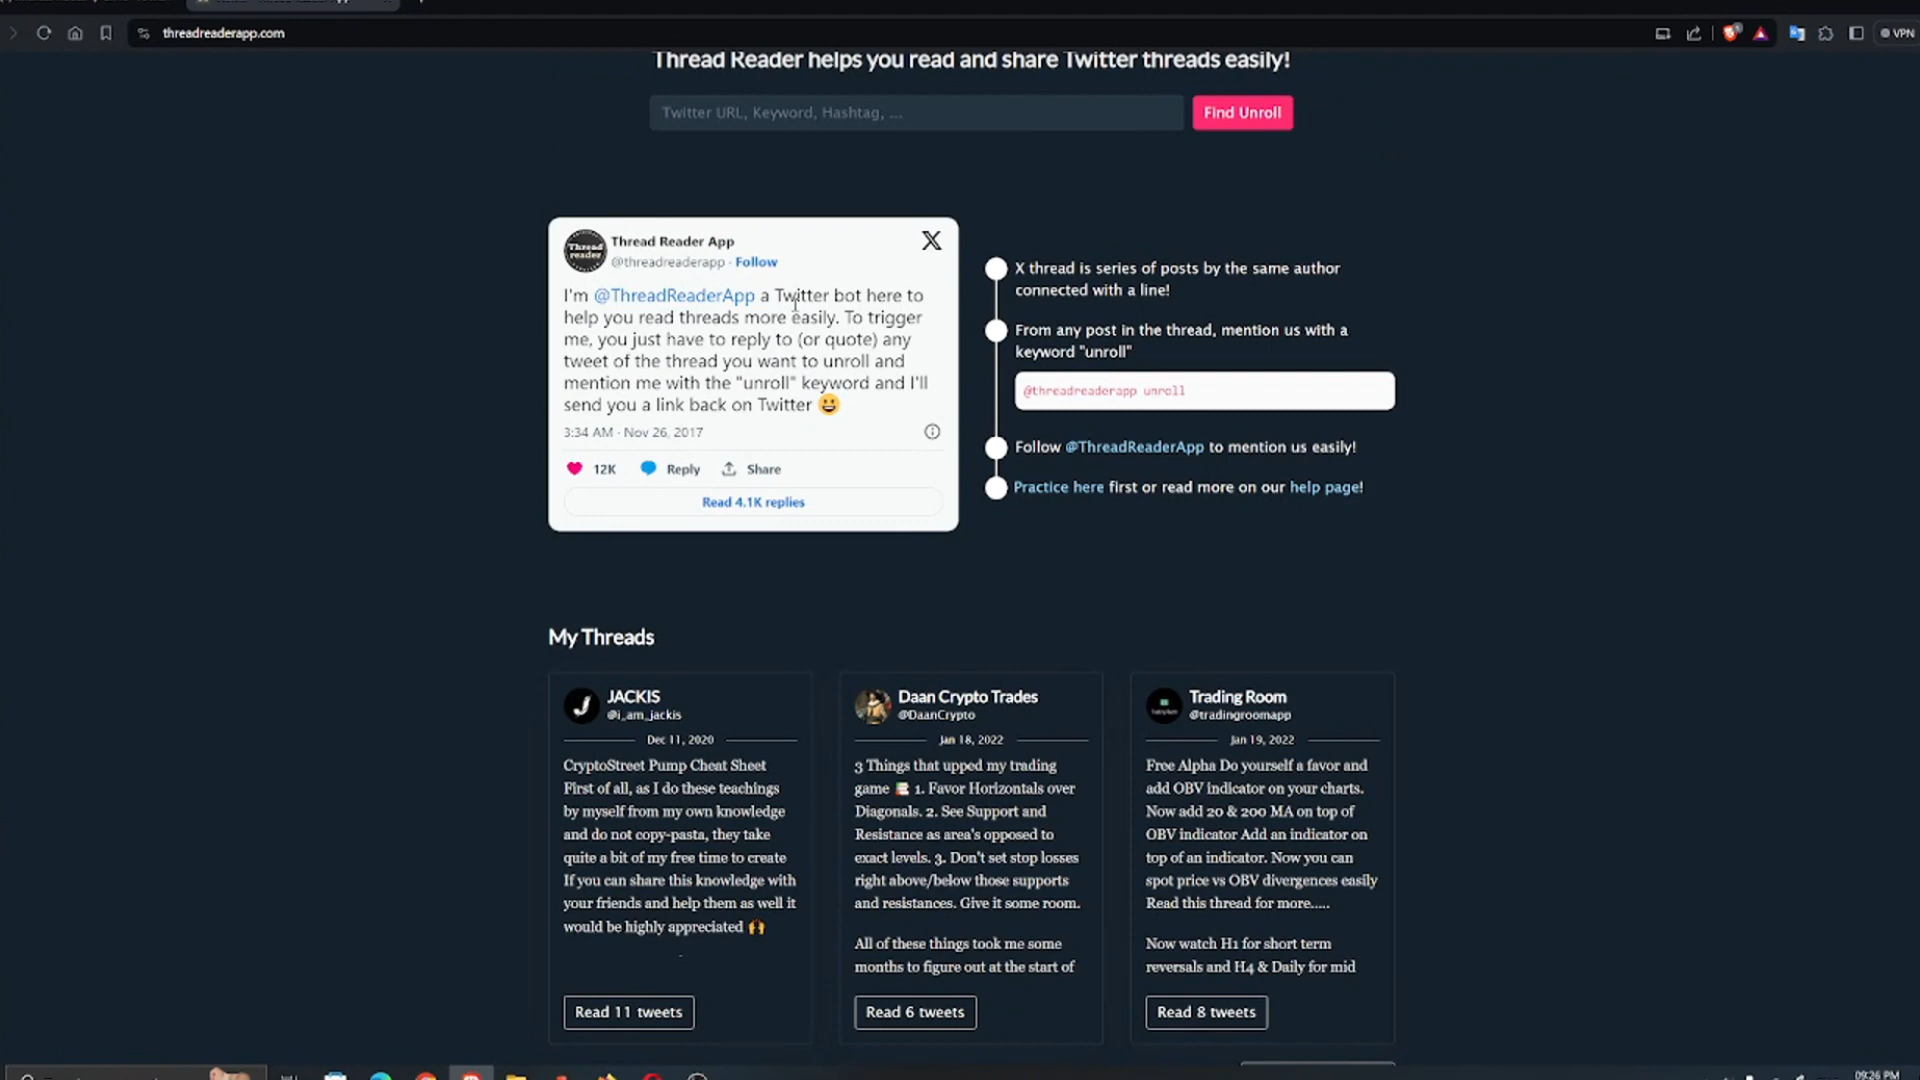 threadreaderapp.com
VPN
Thread Reader helps you read and share Twitter threads easily!
Twitter URL, Keyword, Hashtag, ...
Find Unroll
Thread reader
Thread Reader App
@threadreaderapp · Follow
I'm @ThreadReaderApp a Twitter bot here to
help you read threads more easily. To trigger
me, you just have to reply to (or quote) any
tweet of the thread you want to unroll and
mention me with the "unroll" keyword and I'll
send you a link back on Twitter 😀
3:34 AM · Nov 26, 2017
12K
Reply
Share
Read 4.1K replies
X thread is series of posts by the same author
connected with a line!
From any post in the thread, mention us with a
keyword "unroll"
@threadreaderapp unroll
Follow @ThreadReaderApp to mention us easily!
Practice here first or read more on our help page!
My Threads
JACKIS
@i_am_jackis
Dec 11, 2020
CryptoStreet Pump Cheat Sheet
First of all, as I do these teachings
by myself from my own knowledge
and do not copy-pasta, they take
quite a bit of my free time to create
If you can share this knowledge with
your friends and help them as well it
would be highly appreciated 🙌
Read 11 tweets
Daan Crypto Trades
@DaanCrypto
Jan 18, 2022
3 Things that upped my trading
game 📚 1. Favor Horizontals over
Diagonals. 2. See Support and
Resistance as area's opposed to
exact levels. 3. Don't set stop losses
right above/below those supports
and resistances. Give it some room.
All of these things took me some
months to figure out at the start of
Read 6 tweets
Trading Room
@tradingroomapp
Jan 19, 2022
Free Alpha Do yourself a favor and
add OBV indicator on your charts.
Now add 20 & 200 MA on top of
OBV indicator Add an indicator on
top of an indicator. Now you can
spot price vs OBV divergences easily
Read this thread for more.....
Now watch H1 for short term
reversals and H4 & Daily for mid
Read 8 tweets
09:26 PM